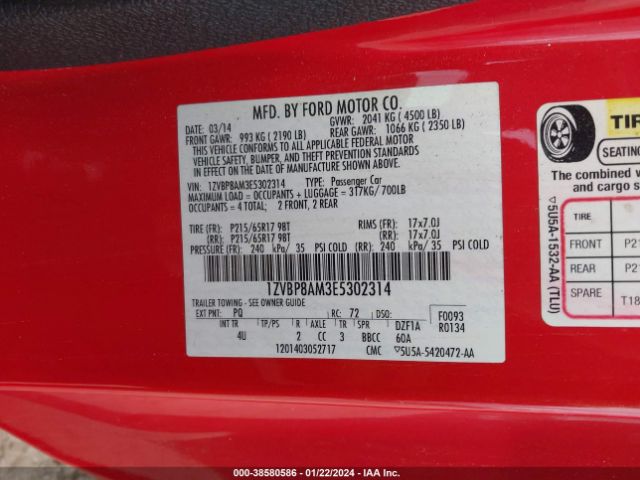 MFD. BY FORD MOTOR CO.
DATE: 03/14 GVWR: 2041 KG (4500 LB)
FRONT GAWR: 993 KG (2190 LB) REAR GAWR: 1066 KG (2350 LB)
THIS VEHICLE CONFORMS TO ALL APPLICABLE FEDERAL MOTOR
VEHICLE SAFETY, BUMPER, AND THEFT PREVENTION STANDARDS
IN EFFECT ON THE DATE OF MANUFACTURE SHOWN ABOVE.
VIN: 1ZVBP8AM3E5302314 TYPE: Passenger Car
MAXIMUM LOAD = OCCUPANTS + LUGGAGE = 317KG/700LB
OCCUPANTS = 4 TOTAL; 2 FRONT, 2 REAR
TIRE (FR): P215/65R17 98T RIMS (FR): 17x7.0J
(RR): P215/65R17 98T (RR): 17x7.0J
PRESSURE (FR): 240 kPa/ 35 PSI COLD (RR): 240 kPa/ 35 PSI COLD
1ZVBP8AM3E5302314
TRAILER TOWING - SEE OWNER GUIDE
EXT PNT: PQ RC: 72 DSO: F0093
INT TR TP/PS R AXLE TR SPR DZF1A R0134
4U 2 CC 3 BBCC 60A
1201403052717 CMC ▽5U5A-5420472-AA
TIR
SEATING
The combined w
and cargo s
TIRE
FRONT P21
REAR P21
SPARE T18
▽5U5A-1532-AA (TLU)
000-38580586 - 01/22/2024 - IAA Inc.